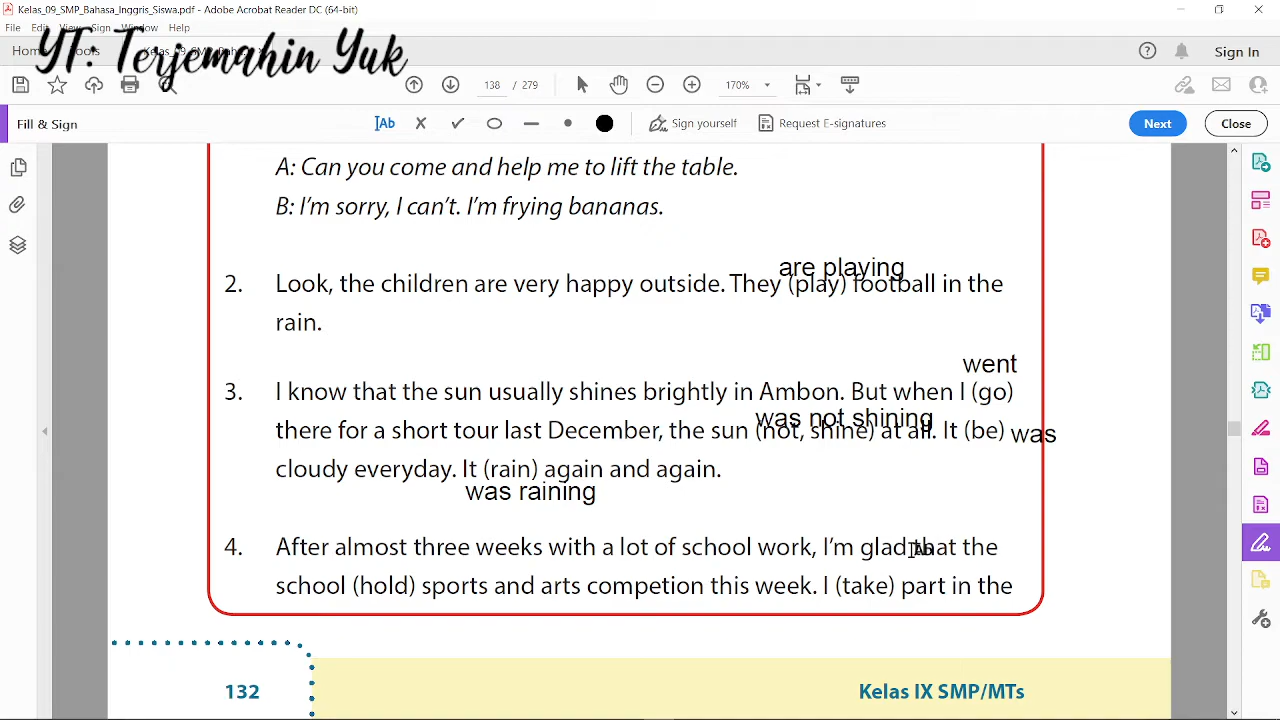 Kelas_09_SMP_Bahasa_Inggris_Siswa.pdf - Adobe Acrobat Reader DC (64-bit)
File Edit View Sign Window Help
YT: Terjemahin Yuk
Home Tools
Sign In
138 / 279
170%
Fill & Sign
IAb
Sign yourself
Request E-signatures
Next
Close
A: Can you come and help me to lift the table.
B: I'm sorry, I can't. I'm frying bananas.
are playing
2. Look, the children are very happy outside. They (play) football in the
rain.
went
3. I know that the sun usually shines brightly in Ambon. But when I (go)
was not shining
there for a short tour last December, the sun (not, shine) at all. It (be) was
cloudy everyday. It (rain) again and again.
was raining
4. After almost three weeks with a lot of school work, I'm glad that the
school (hold) sports and arts competion this week. I (take) part in the
132
Kelas IX SMP/MTs